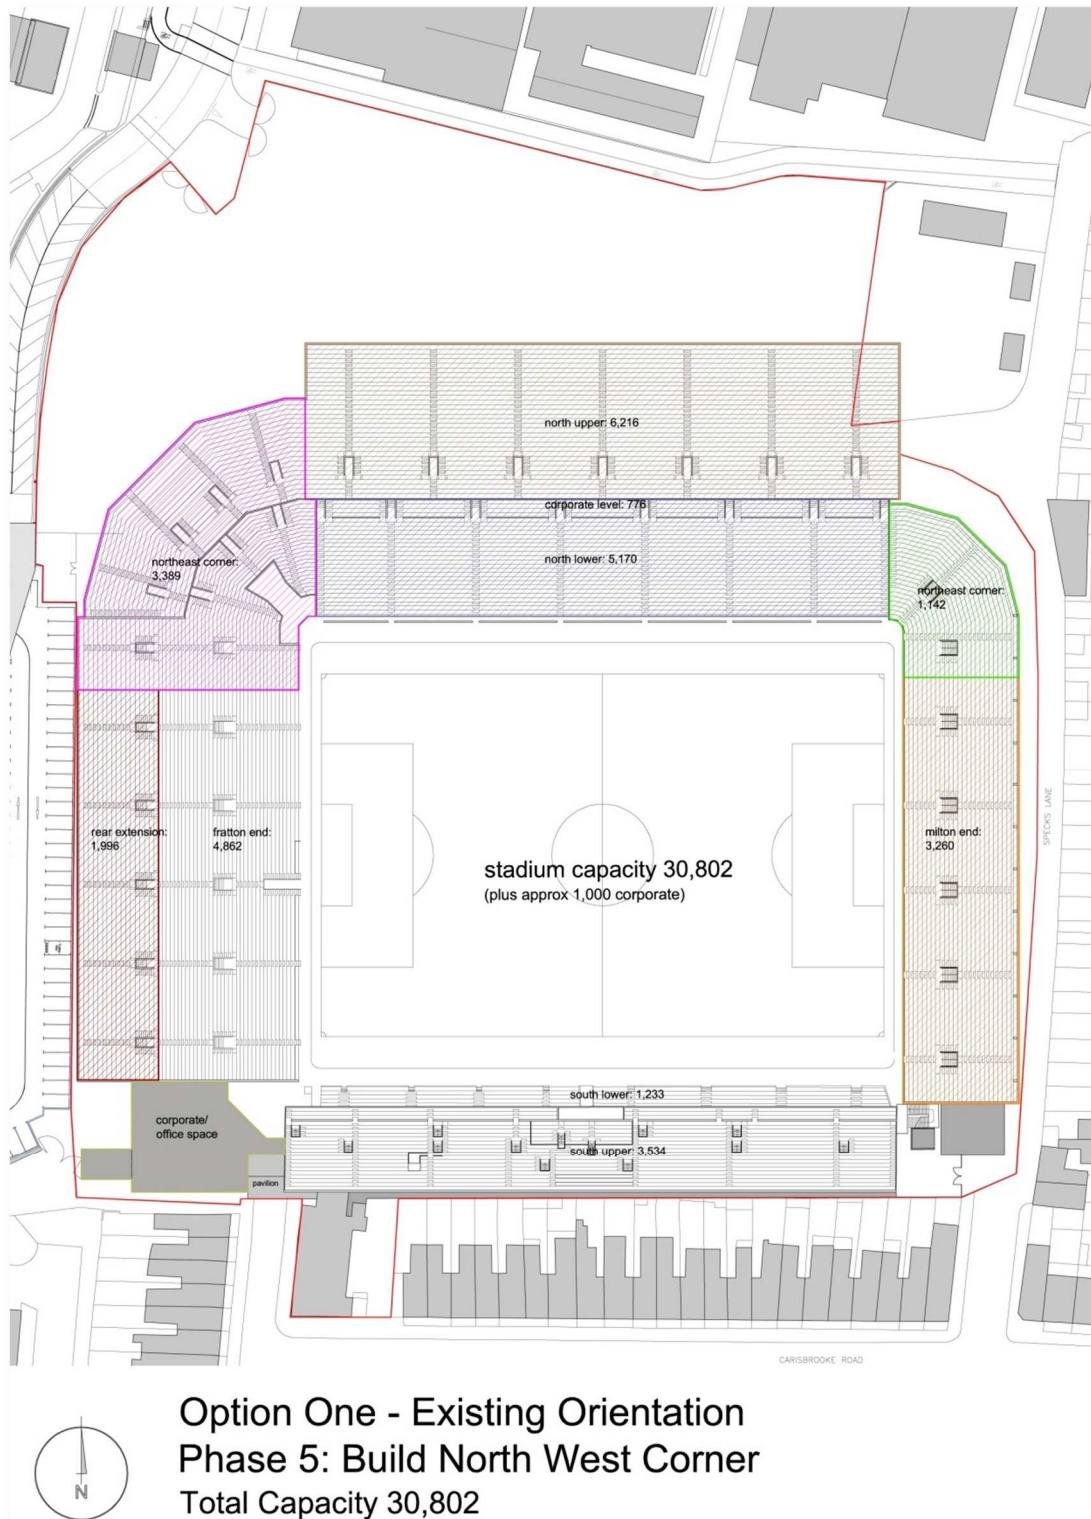 north upper: 6,216
corporate level: 776
north lower: 5,170
northeast corner:
3,389
northeast corner:
1,142
rear extension:
1,996
fratton end:
4,862
milton end:
3,260
SPECKS LANE
stadium capacity 30,802
(plus approx 1,000 corporate)
south lower: 1,233
corporate/
office space
south upper: 3,534
pavilion
CARISBROOKE ROAD
N
Option One - Existing Orientation
Phase 5: Build North West Corner
Total Capacity 30,802